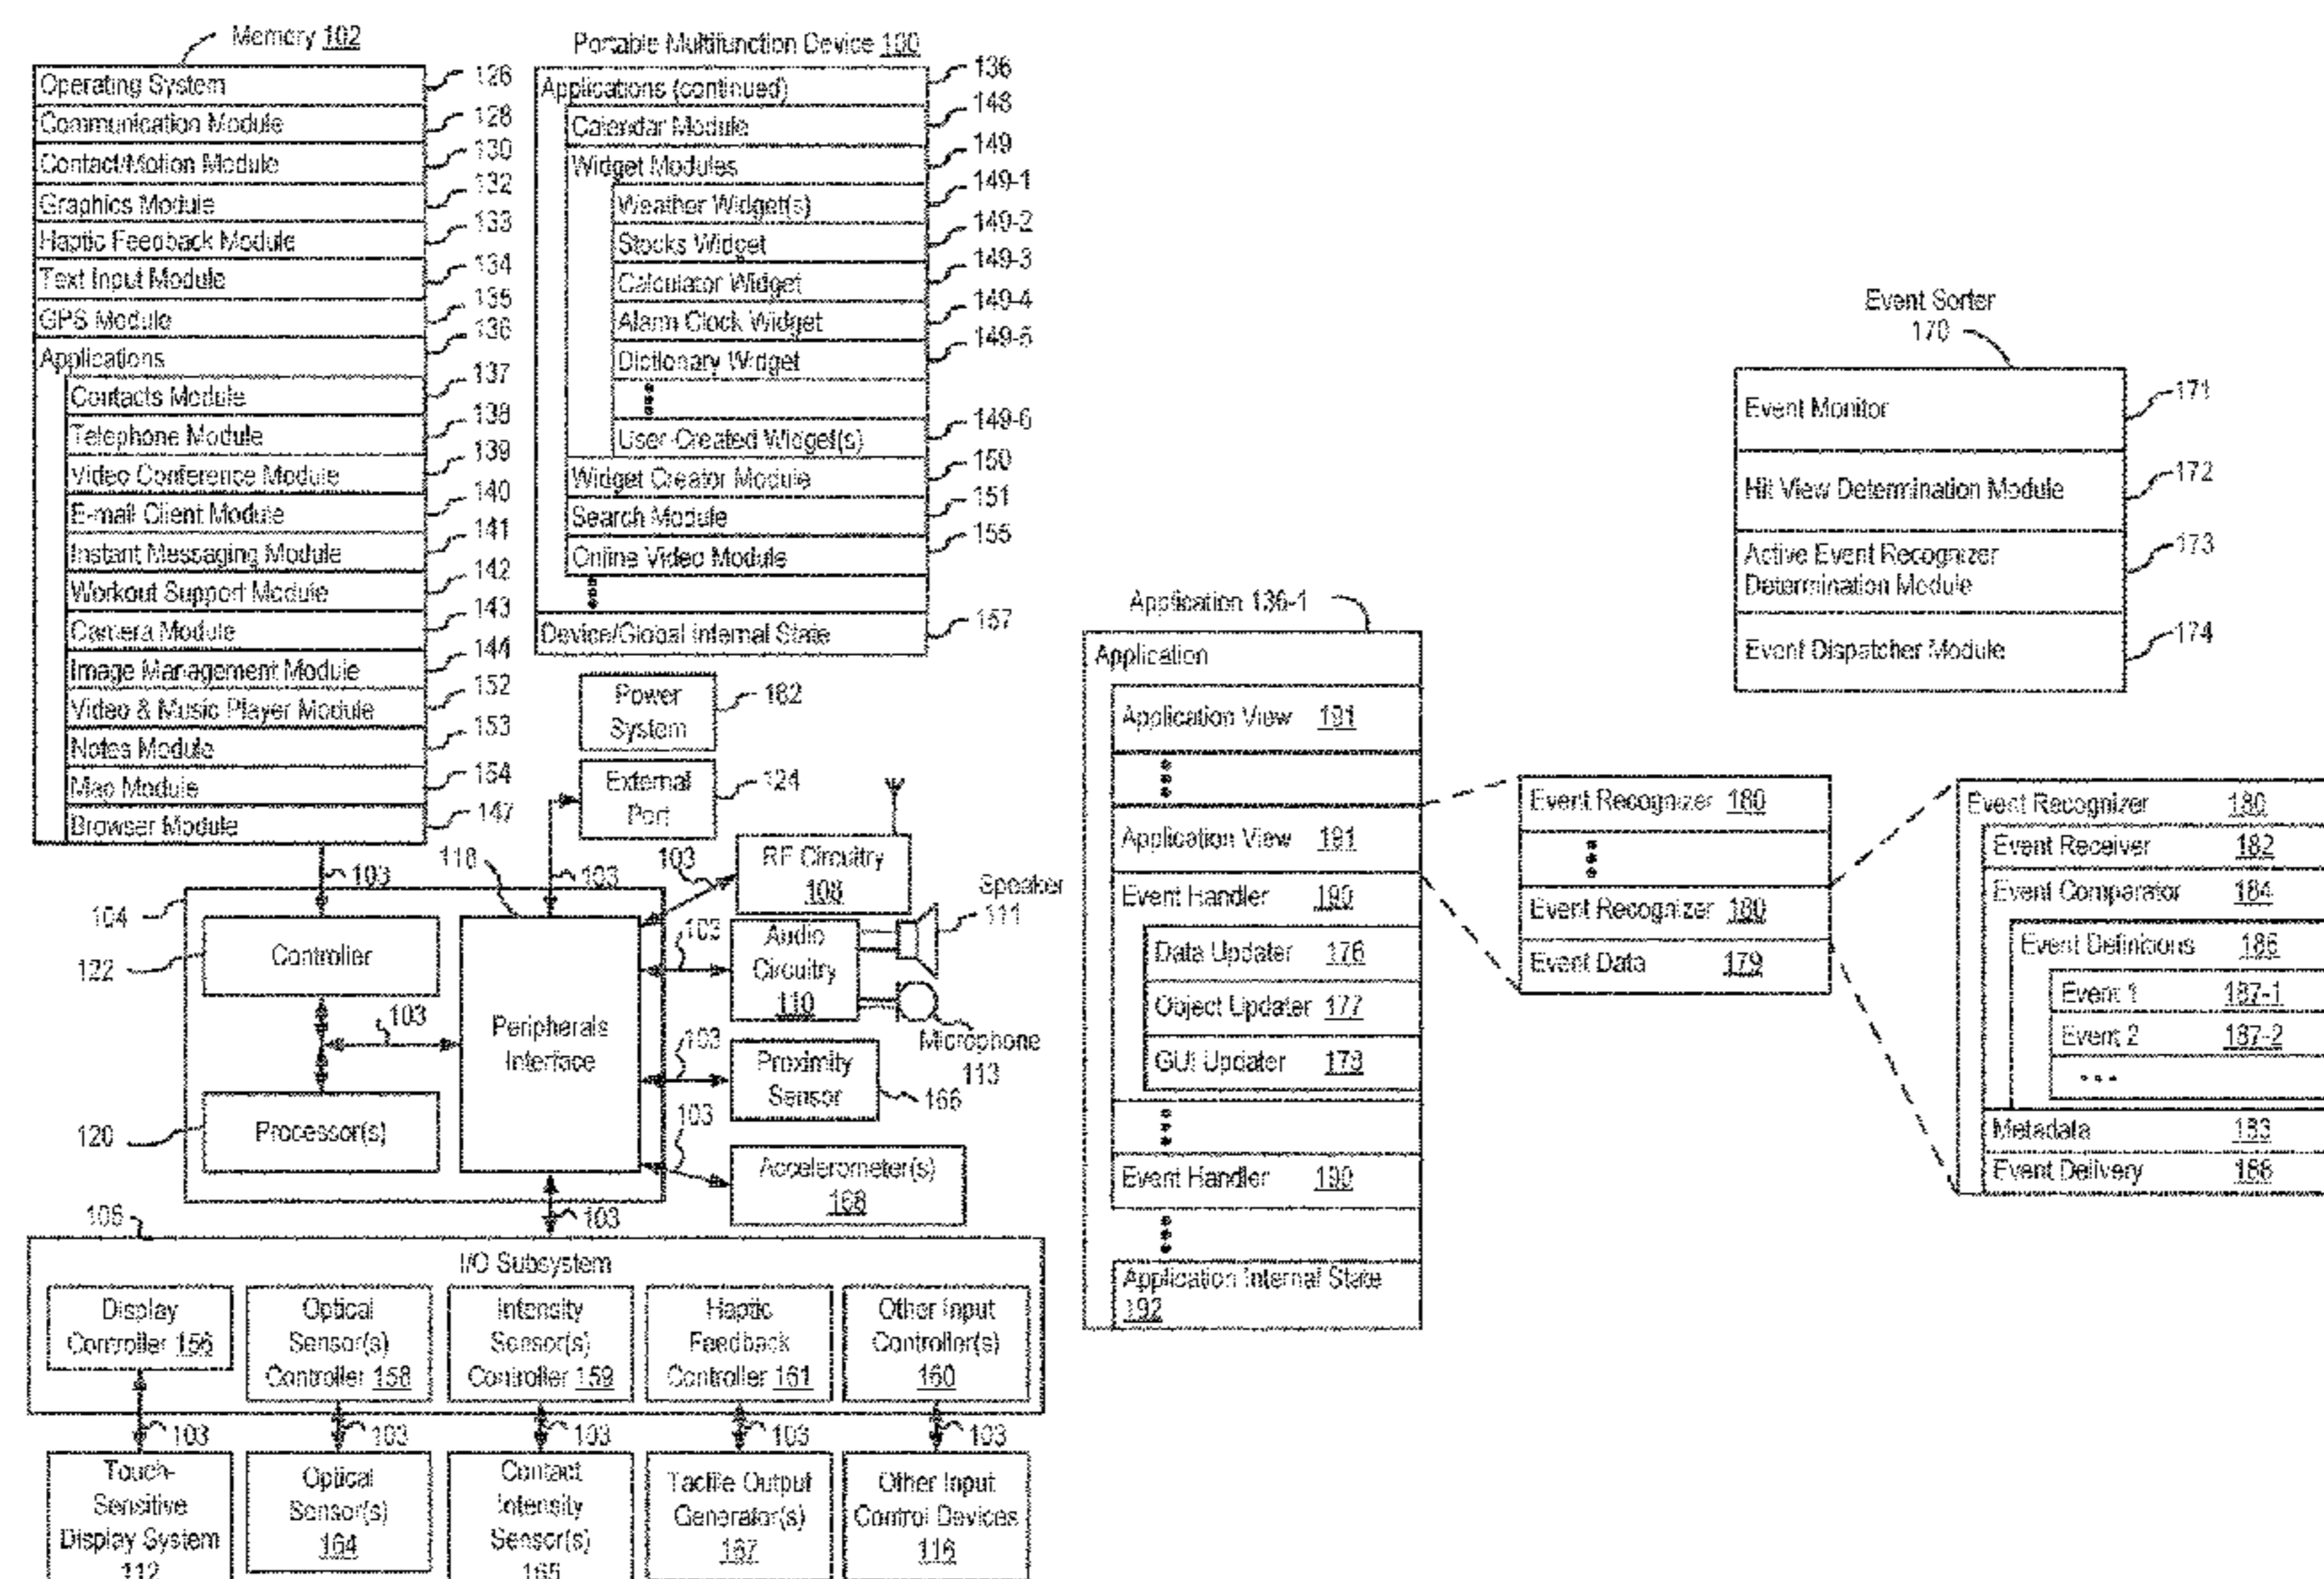 Memory 102
Operating System 126
Communication Module 128
Contact/Motion Module 130
Graphics Module 132
Haptic Feedback Module 133
Text Input Module 134
GPS Module 135
Applications 136
Contacts Module 137
Telephone Module 138
Video Conference Module 139
E-mail Client Module 140
Instant Messaging Module 141
Workout Support Module 142
Camera Module 143
Image Management Module 144
Video & Music Player Module 152
Notes Module 153
Map Module 154
Browser Module 147
Portable Multifunction Device 100
Applications (continued) 136
Calendar Module 148
Widget Modules 149
Weather Widget(s) 149-1
Stocks Widget 149-2
Calculator Widget 149-3
Alarm Clock Widget 149-4
Dictionary Widget 149-5
User-Created Widget(s) 149-6
Widget Creator Module 150
Search Module 151
Online Video Module 155
Device/Global Internal State 157
Power
System
162
External
Port
124
103
118
103
103
RF Circuitry
108
Speaker
111
104
122
Controller
103
Peripherals
Interface
103
Audio
Circuitry
110
Microphone
113
120
Processor(s)
103
Proximity
Sensor
166
103
Accelerometer(s)
168
103
106
I/O Subsystem
Display
Controller 156
Optical
Sensor(s)
Controller 158
Intensity
Sensor(s)
Controller 159
Haptic
Feedback
Controller 161
Other Input
Controller(s)
160
103
103
103
103
103
Touch-
Sensitive
Display System
112
Optical
Sensor(s)
164
Contact
Intensity
Sensor(s)
165
Tactile Output
Generator(s)
167
Other Input
Control Devices
116
Application 136-1
Application
Application View 191
Application View 191
Event Handler 190
Data Updater 176
Object Updater 177
GUI Updater 178
Event Handler 190
Application Internal State
192
Event Sorter
170
Event Monitor 171
Hit View Determination Module 172
Active Event Recognizer
Determination Module
173
Event Dispatcher Module 174
Event Recognizer 180
Event Recognizer 180
Event Data 179
Event Recognizer 180
Event Receiver 182
Event Comparator 184
Event Definitions 186
Event 1 187-1
Event 2 187-2
Metadata 183
Event Delivery 188